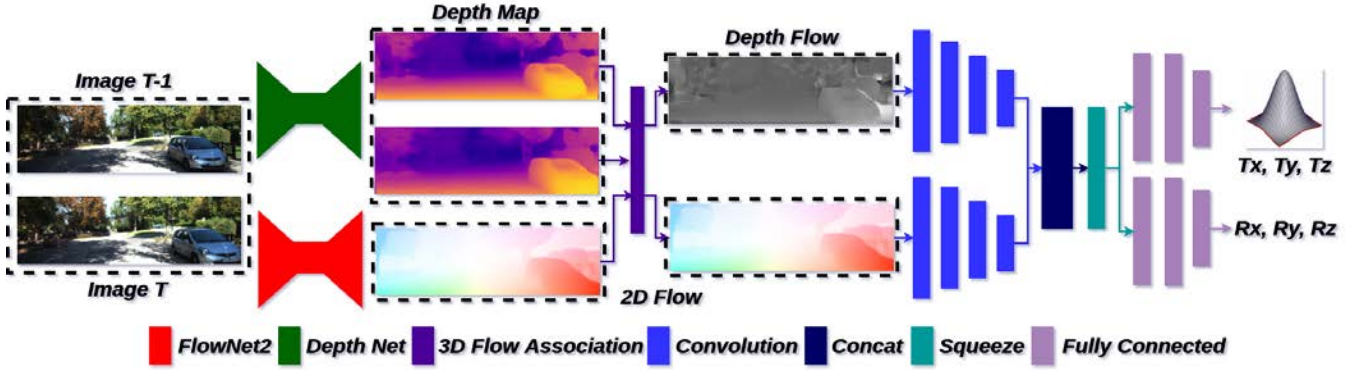 Depth Map
Depth Flow
Image T-1
Tx, Ty, Tz
Rx, Ry, Rz
Image T
2D Flow
FlowNet2
Depth Net
3D Flow Association
Convolution
Concat
Squeeze
Fully Connected